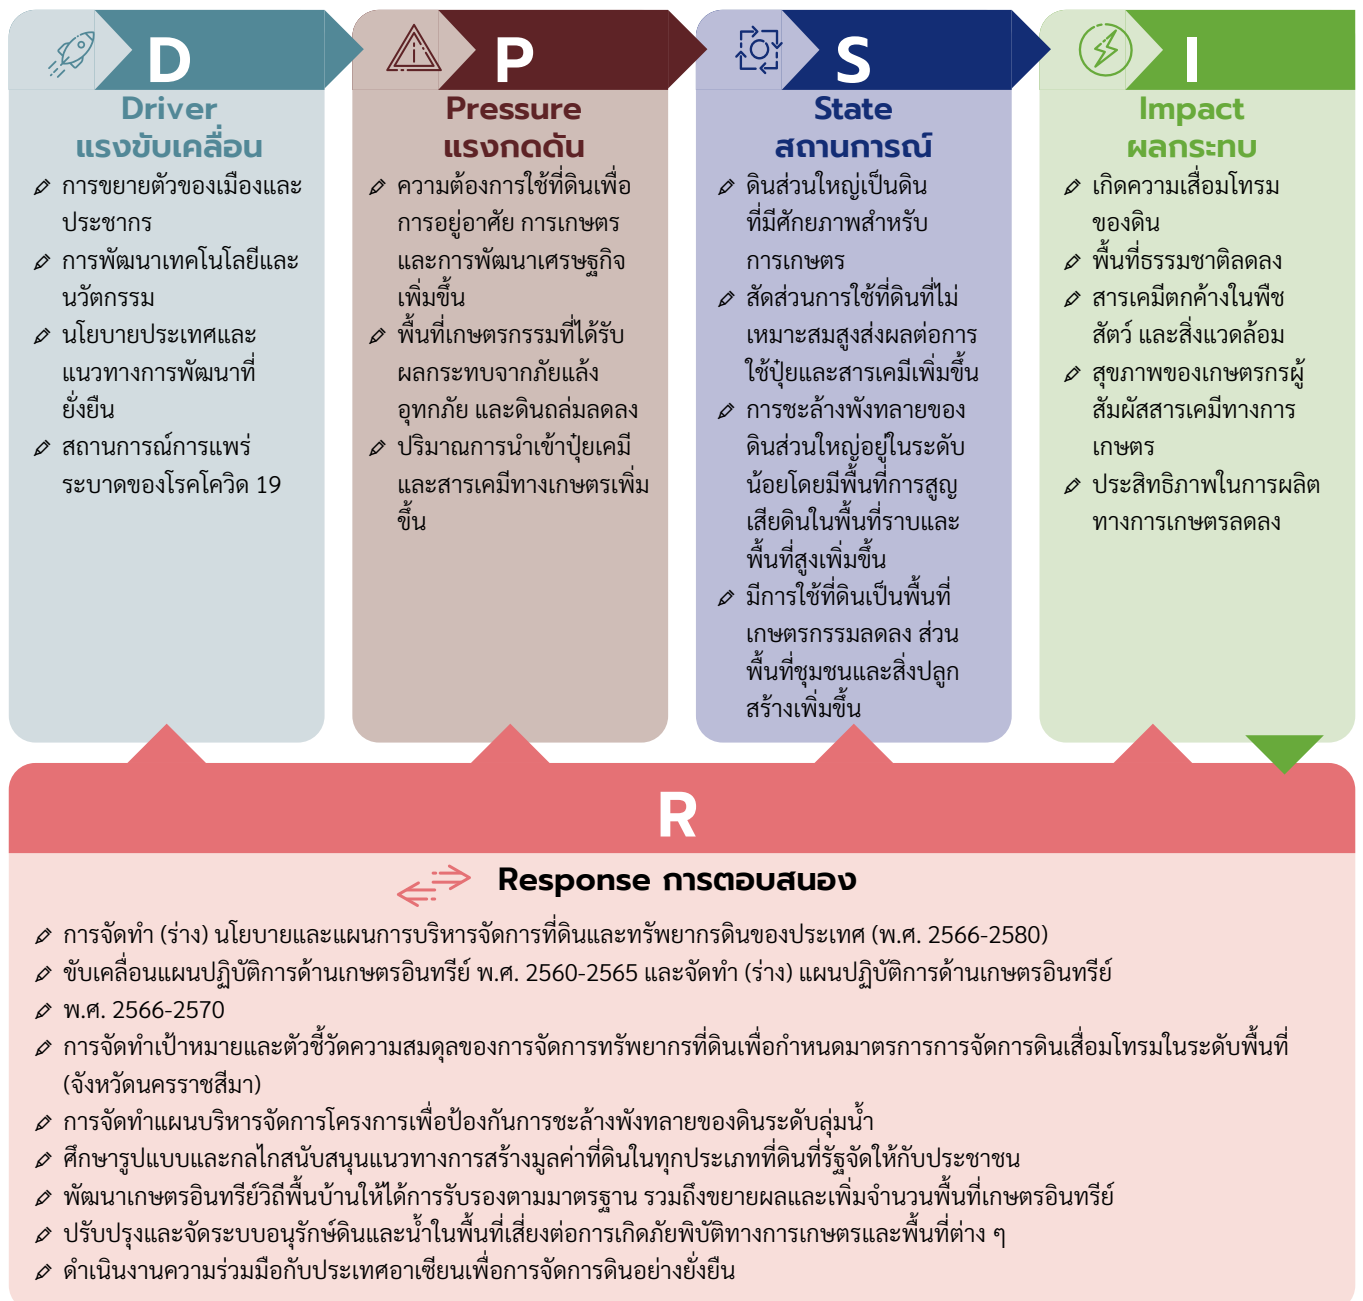 D
Driver
แรงขับเคลื่อน
การขยายตัวของเมืองและ
ประชากร
การพัฒนาเทคโนโลยีและ
นวัตกรรม
นโยบายประเทศและ
แนวทางการพัฒนาที่
ยั่งยืน
สถานการณ์การแพร่
ระบาดของโรคโควิด 19
P
Pressure
แรงกดดัน
ความต้องการใช้ที่ดินเพื่อ
การอยู่อาศัย การเกษตร
และการพัฒนาเศรษฐกิจ
เพิ่มขึ้น
พื้นที่เกษตรกรรมที่ได้รับ
ผลกระทบจากภัยแล้ง
อุทกภัย และดินถล่มลดลง
ปริมาณการนำเข้าปุ๋ยเคมี
และสารเคมีทางเกษตรเพิ่ม
ขึ้น
S
State
สถานการณ์
ดินส่วนใหญ่เป็นดิน
ที่มีศักยภาพสำหรับ
การเกษตร
สัดส่วนการใช้ที่ดินที่ไม่
เหมาะสมสูงส่งผลต่อการ
ใช้ปุ๋ยและสารเคมีเพิ่มขึ้น
การชะล้างพังทลายของ
ดินส่วนใหญ่อยู่ในระดับ
น้อยโดยมีพื้นที่การสูญ
เสียดินในพื้นที่ราบและ
พื้นที่สูงเพิ่มขึ้น
มีการใช้ที่ดินเป็นพื้นที่
เกษตรกรรมลดลง ส่วน
พื้นที่ชุมชนและสิ่งปลูก
สร้างเพิ่มขึ้น
I
Impact
ผลกระทบ
เกิดความเสื่อมโทรม
ของดิน
พื้นที่ธรรมชาติลดลง
สารเคมีตกค้างในพืช
สัตว์ และสิ่งแวดล้อม
สุขภาพของเกษตรกรผู้
สัมผัสสารเคมีทางการ
เกษตร
ประสิทธิภาพในการผลิต
ทางการเกษตรลดลง
R
Response การตอบสนอง
การจัดทำ (ร่าง) นโยบายและแผนการบริหารจัดการที่ดินและทรัพยากรดินของประเทศ (พ.ศ. 2566-2580)
ขับเคลื่อนแผนปฏิบัติการด้านเกษตรอินทรีย์ พ.ศ. 2560-2565 และจัดทำ (ร่าง) แผนปฏิบัติการด้านเกษตรอินทรีย์
พ.ศ. 2566-2570
การจัดทำเป้าหมายและตัวชี้วัดความสมดุลของการจัดการทรัพยากรที่ดินเพื่อกำหนดมาตรการการจัดการดินเสื่อมโทรมในระดับพื้นที่
(จังหวัดนครราชสีมา)
การจัดทำแผนบริหารจัดการโครงการเพื่อป้องกันการชะล้างพังทลายของดินระดับลุ่มน้ำ
ศึกษารูปแบบและกลไกสนับสนุนแนวทางการสร้างมูลค่าที่ดินในทุกประเภทที่ดินที่รัฐจัดให้กับประชาชน
พัฒนาเกษตรอินทรีย์วิถีพื้นบ้านให้ได้การรับรองตามมาตรฐาน รวมถึงขยายผลและเพิ่มจำนวนพื้นที่เกษตรอินทรีย์
ปรับปรุงและจัดระบบอนุรักษ์ดินและน้ำในพื้นที่เสี่ยงต่อการเกิดภัยพิบัติทางการเกษตรและพื้นที่ต่าง ๆ
ดำเนินงานความร่วมมือกับประเทศอาเซียนเพื่อการจัดการดินอย่างยั่งยืน